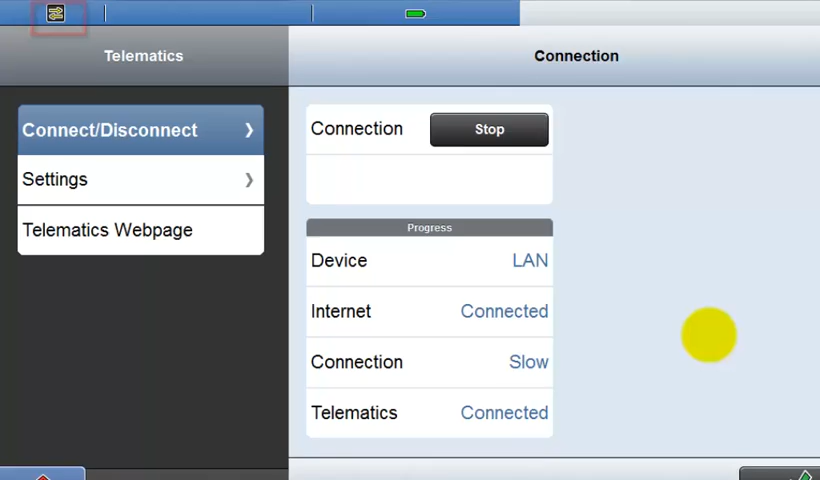 Telematics
Connection
Connect/Disconnect
Settings
Telematics Webpage
Connection Stop
Progress
Device LAN
Internet Connected
Connection Slow
Telematics Connected